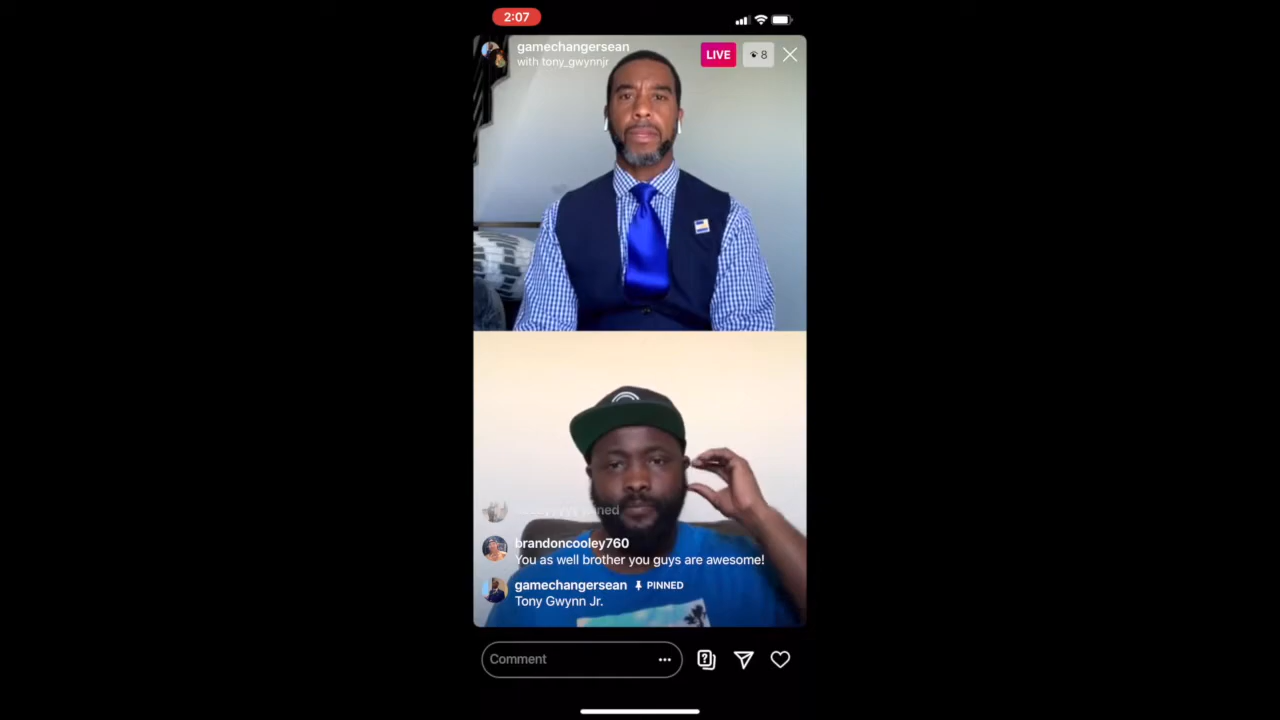 2:07
gamechangersean
with tony_gwynnjr
LIVE
8
joined
brandoncooley760
You as well brother you guys are awesome!
gamechangersean PINNED
Tony Gwynn Jr.
Comment